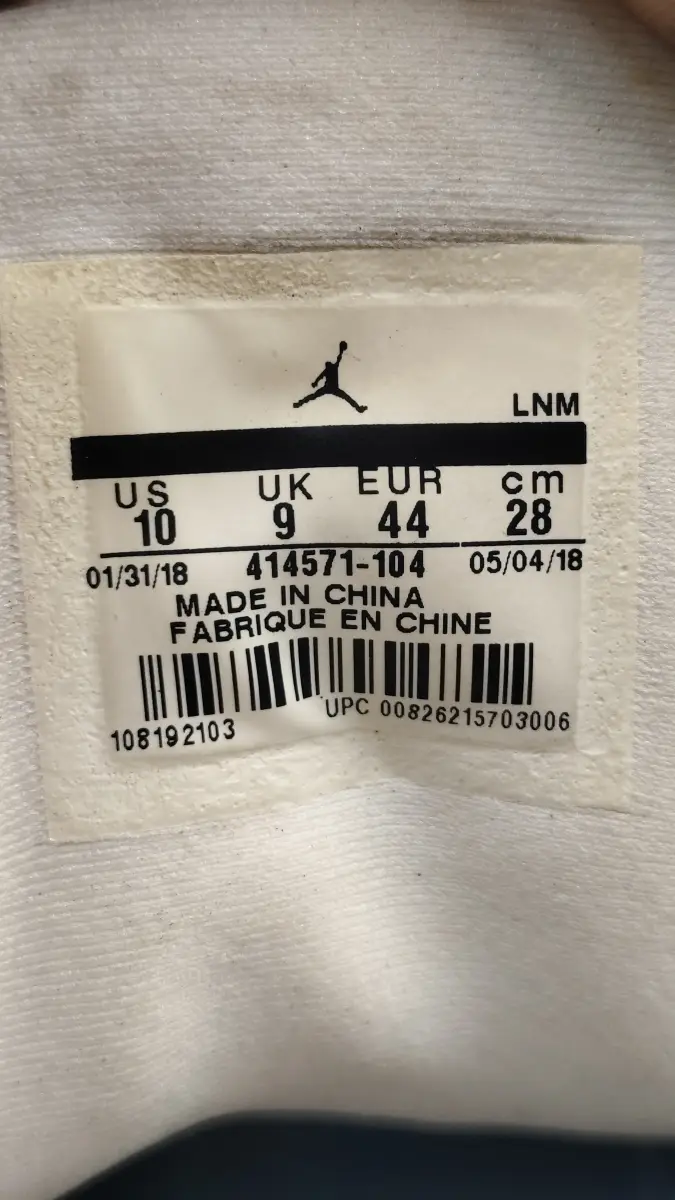 LNM
US UK EUR cm
10 9 44 28
01/31/18 414571-104 05/04/18
MADE IN CHINA
FABRIQUE EN CHINE
108192103 UPC 00826215703006